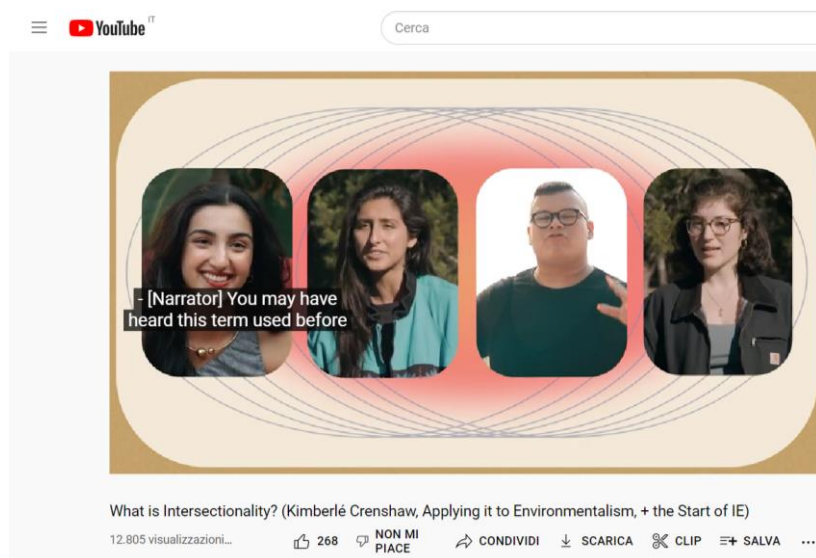 YouTube IT
Cerca
- [Narrator] You may have
heard this term used before
What is Intersectionality? (Kimberlé Crenshaw, Applying it to Environmentalism, + the Start of IE)
12.805 visualizzazioni...
268
NON MI
PIACE
CONDIVIDI
SCARICA
CLIP
SALVA
...